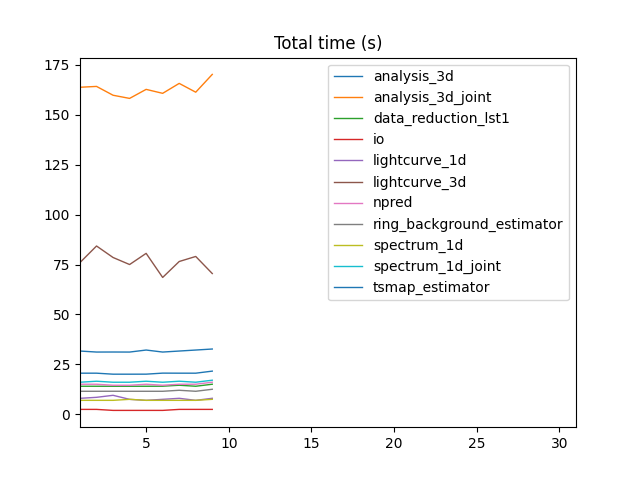 Total time (s)
175
150
125
100
75
50
25
0
analysis_3d
analysis_3d_joint
data_reduction_lst1
io
lightcurve_1d
lightcurve_3d
npred
ring_background_estimator
spectrum_1d
spectrum_1d_joint
tsmap_estimator
5 10 15 20 25 30